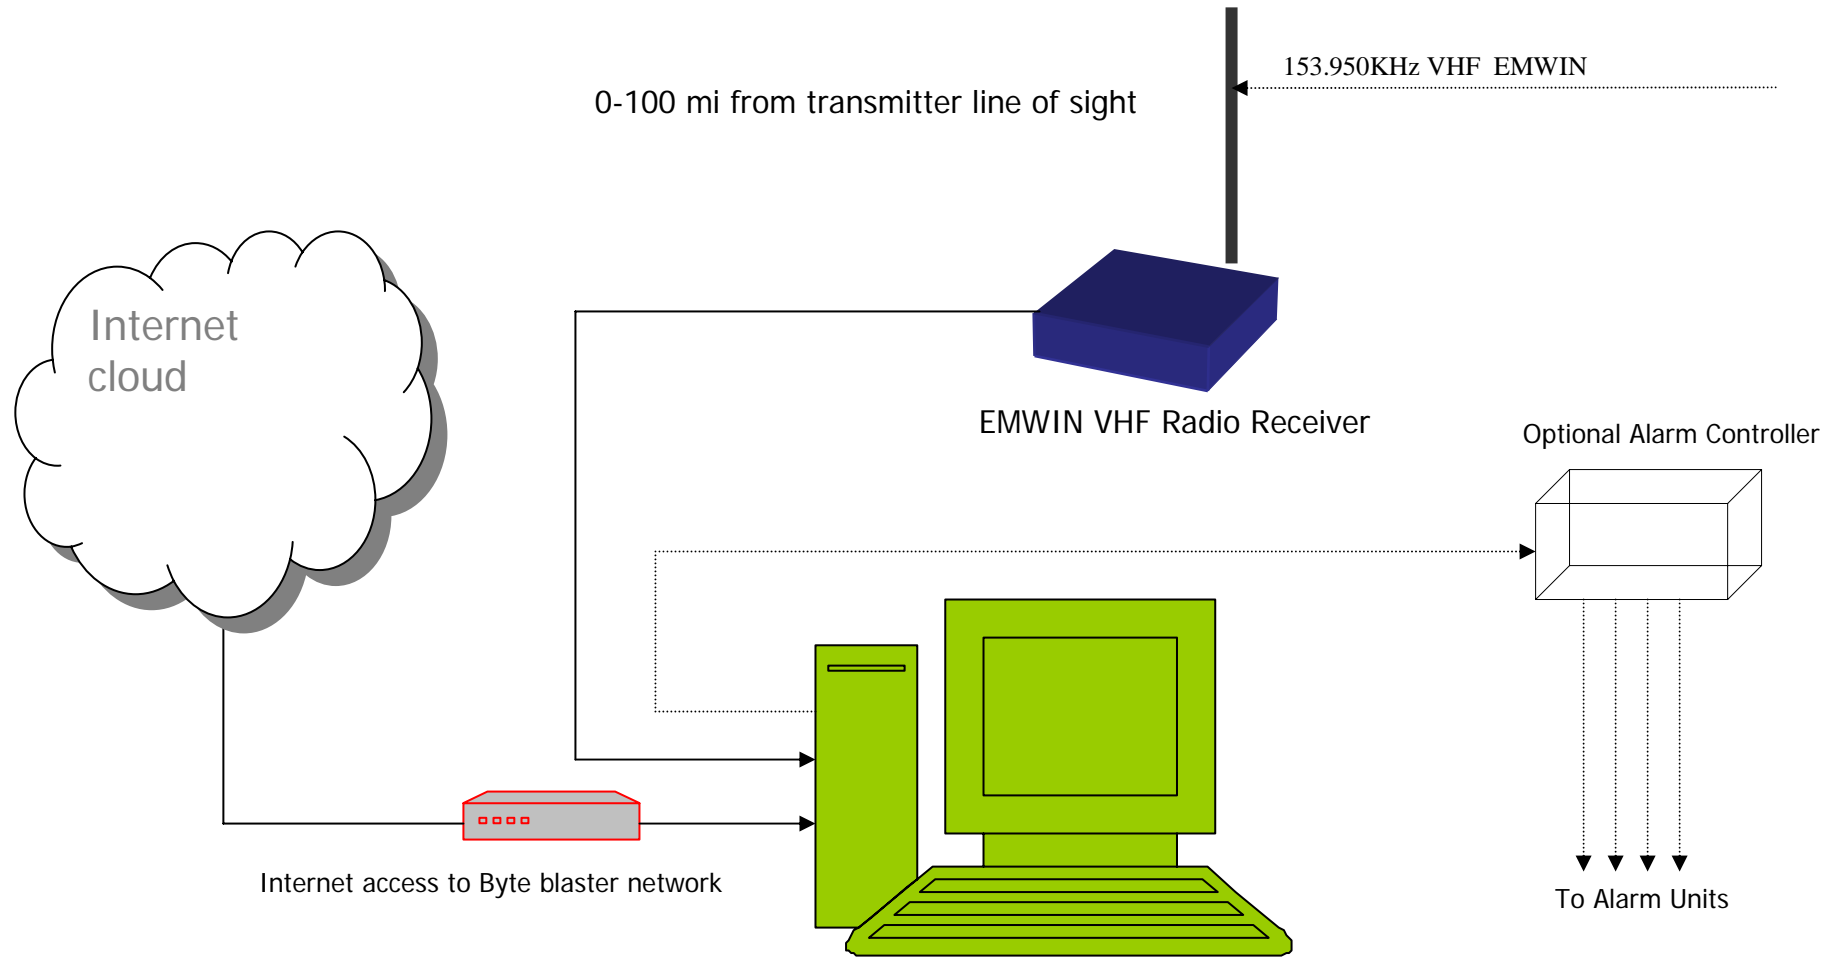 153.950KHz VHF  EMWIN
0-100 mi from transmitter line of sight
Internet
cloud
EMWIN VHF Radio Receiver
Optional Alarm Controller
Internet access to Byte blaster network
To Alarm Units